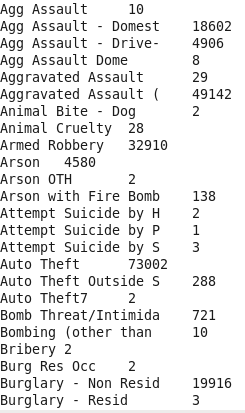 Agg Assault 10
Agg Assault - Domest 18602
Agg Assault - Drive- 4906
Agg Assault Dome 8
Aggravated Assault 29
Aggravated Assault ( 49142
Animal Bite - Dog 2
Animal Cruelty 28
Armed Robbery 32910
Arson 4580
Arson OTH 2
Arson with Fire Bomb 138
Attempt Suicide by H 2
Attempt Suicide by P 1
Attempt Suicide by S 3
Auto Theft 73002
Auto Theft Outside S 288
Auto Theft7 2
Bomb Threat/Intimida 721
Bombing (other than 10
Bribery 2
Burg Res Occ 2
Burglary - Non Resid 19916
Burglary - Resid 3